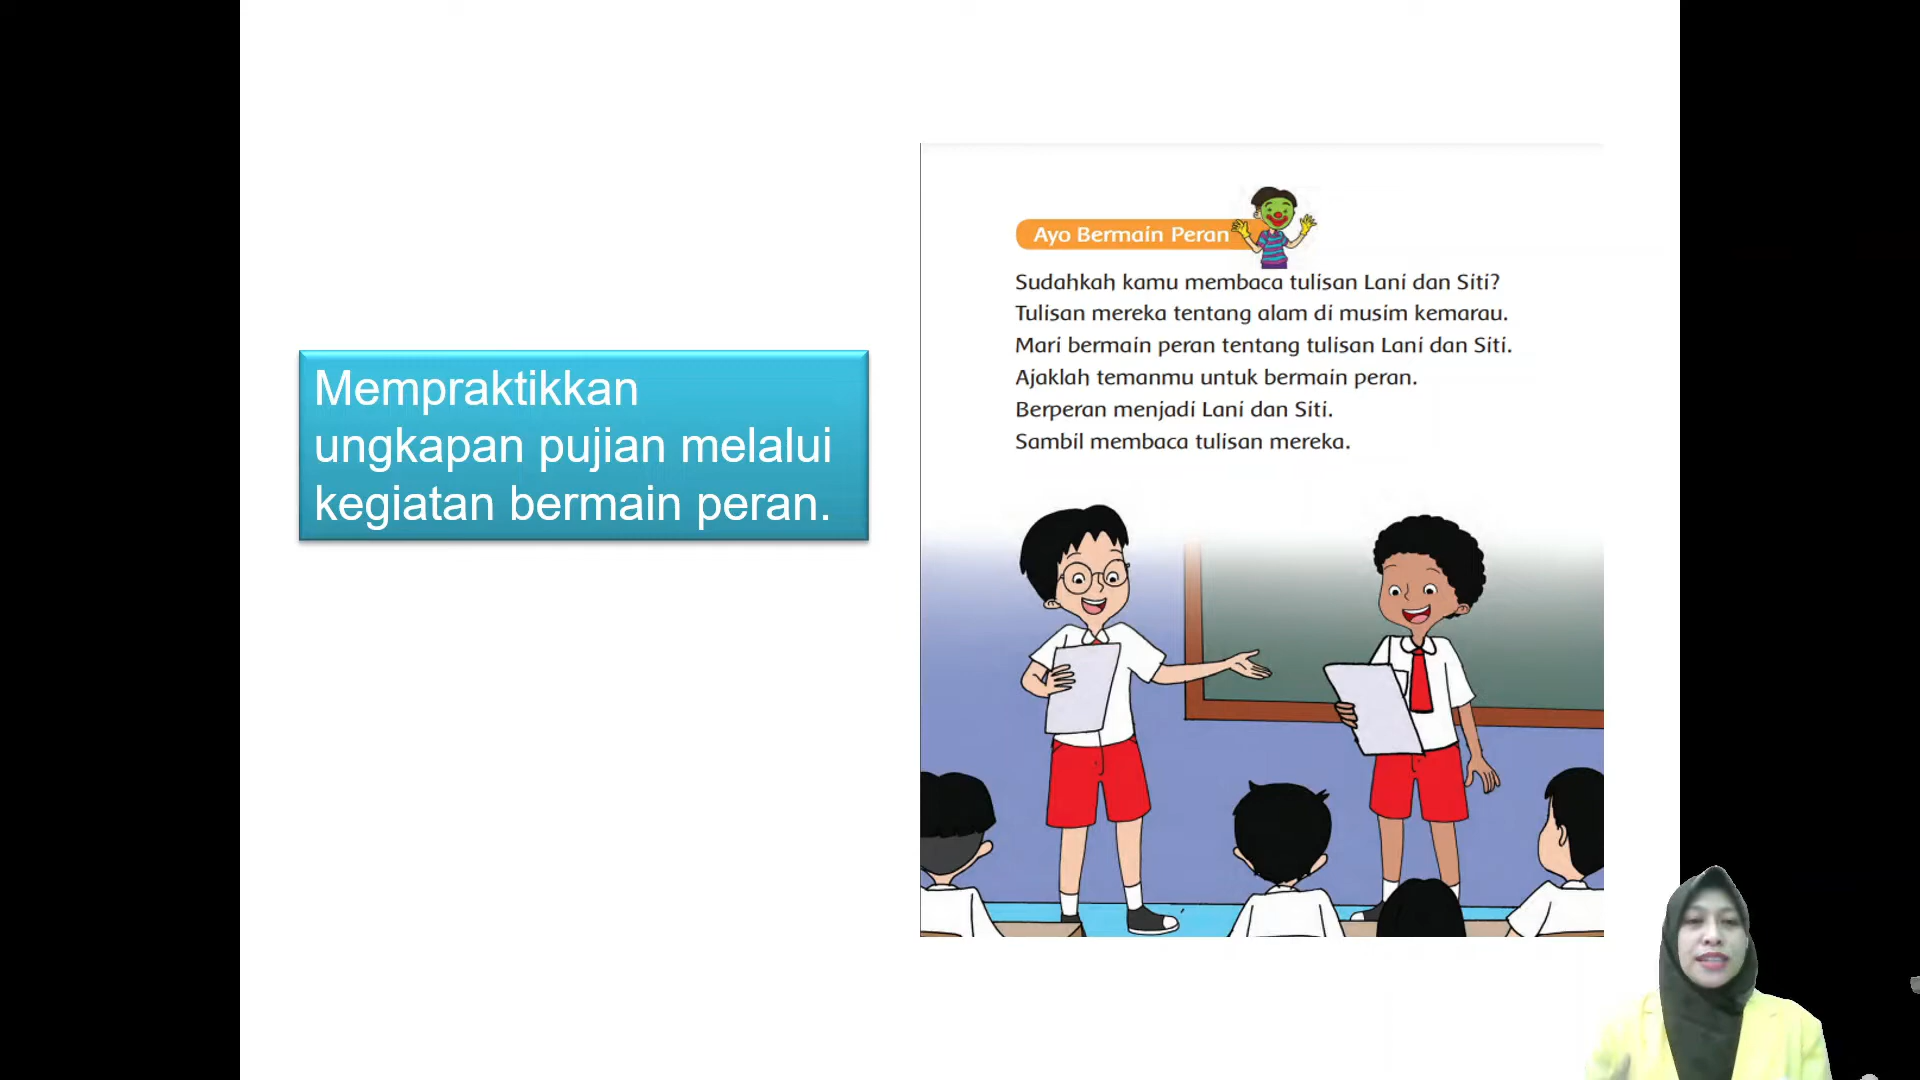 Mempraktikkan
ungkapan pujian melalui
kegiatan bermain peran.
Ayo Bermain Peran
Sudahkah kamu membaca tulisan Lani dan Siti?
Tulisan mereka tentang alam di musim kemarau.
Mari bermain peran tentang tulisan Lani dan Siti.
Ajaklah temanmu untuk bermain peran.
Berperan menjadi Lani dan Siti.
Sambil membaca tulisan mereka.